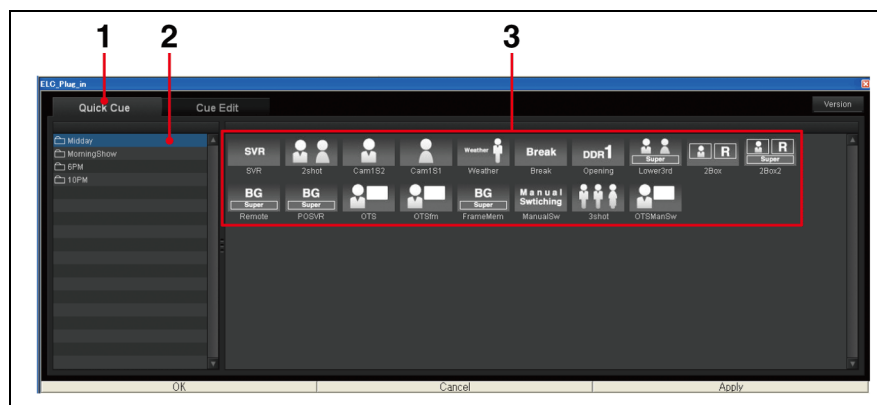 1 2 3
ELC_Plug_in
Quick Cue Cue Edit Version
Midday
MorningShow
6PM
10PM
SVR Weather Break DDR1 Super R R Super
SVR 2shot Cam1S2 Cam1S1 Weather Break Opening Lower3rd 2Box 2Box2
BG Super BG Super BG Super Manual Swtiching
Remote POSVR OTS OTSfm FrameMem ManualSw 3shot OTSManSw
OK Cancel Apply